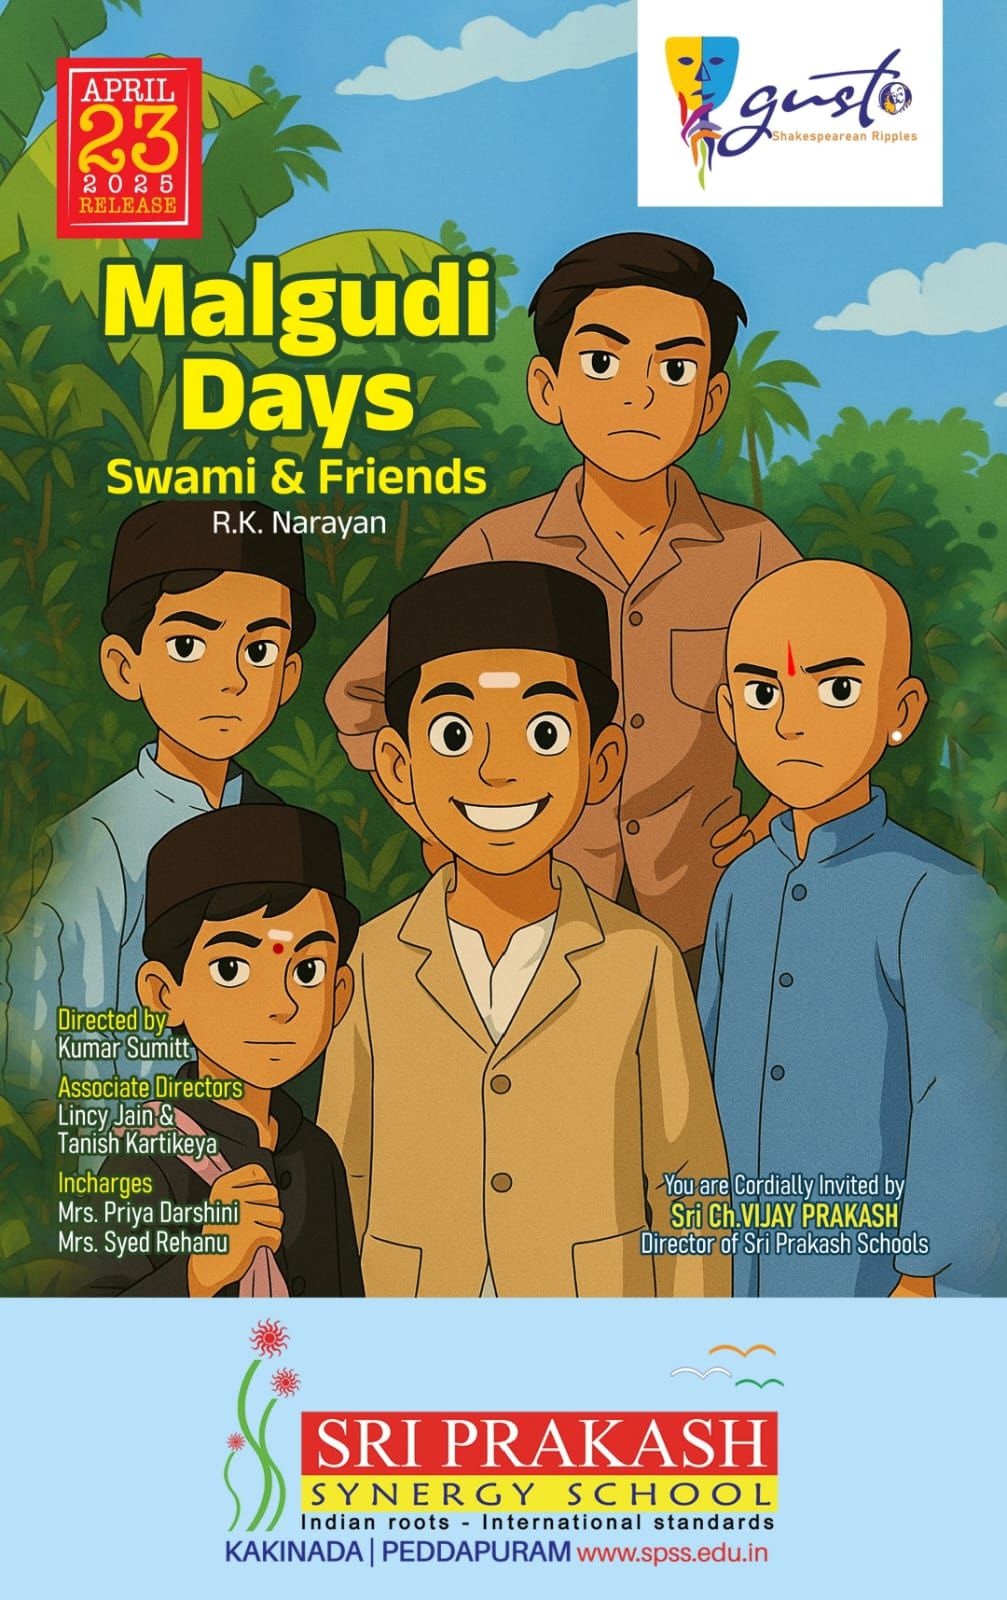 APRIL
23
2025
RELEASE
gusto
Shakespearean Ripples
Malgudi
Days
Swami & Friends
R.K. Narayan
Directed by
Kumar Sumitt
Associate Directors
Lincy Jain &
Tanish Kartikeya
Incharges
Mrs. Priya Darshini
Mrs. Syed Rehanu
You are Cordially Invited by
Sri Ch.VIJAY PRAKASH
Director of Sri Prakash Schools
SRI PRAKASH
SYNERGY SCHOOL
Indian roots - International standards
KAKINADA | PEDDAPURAM www.spss.edu.in